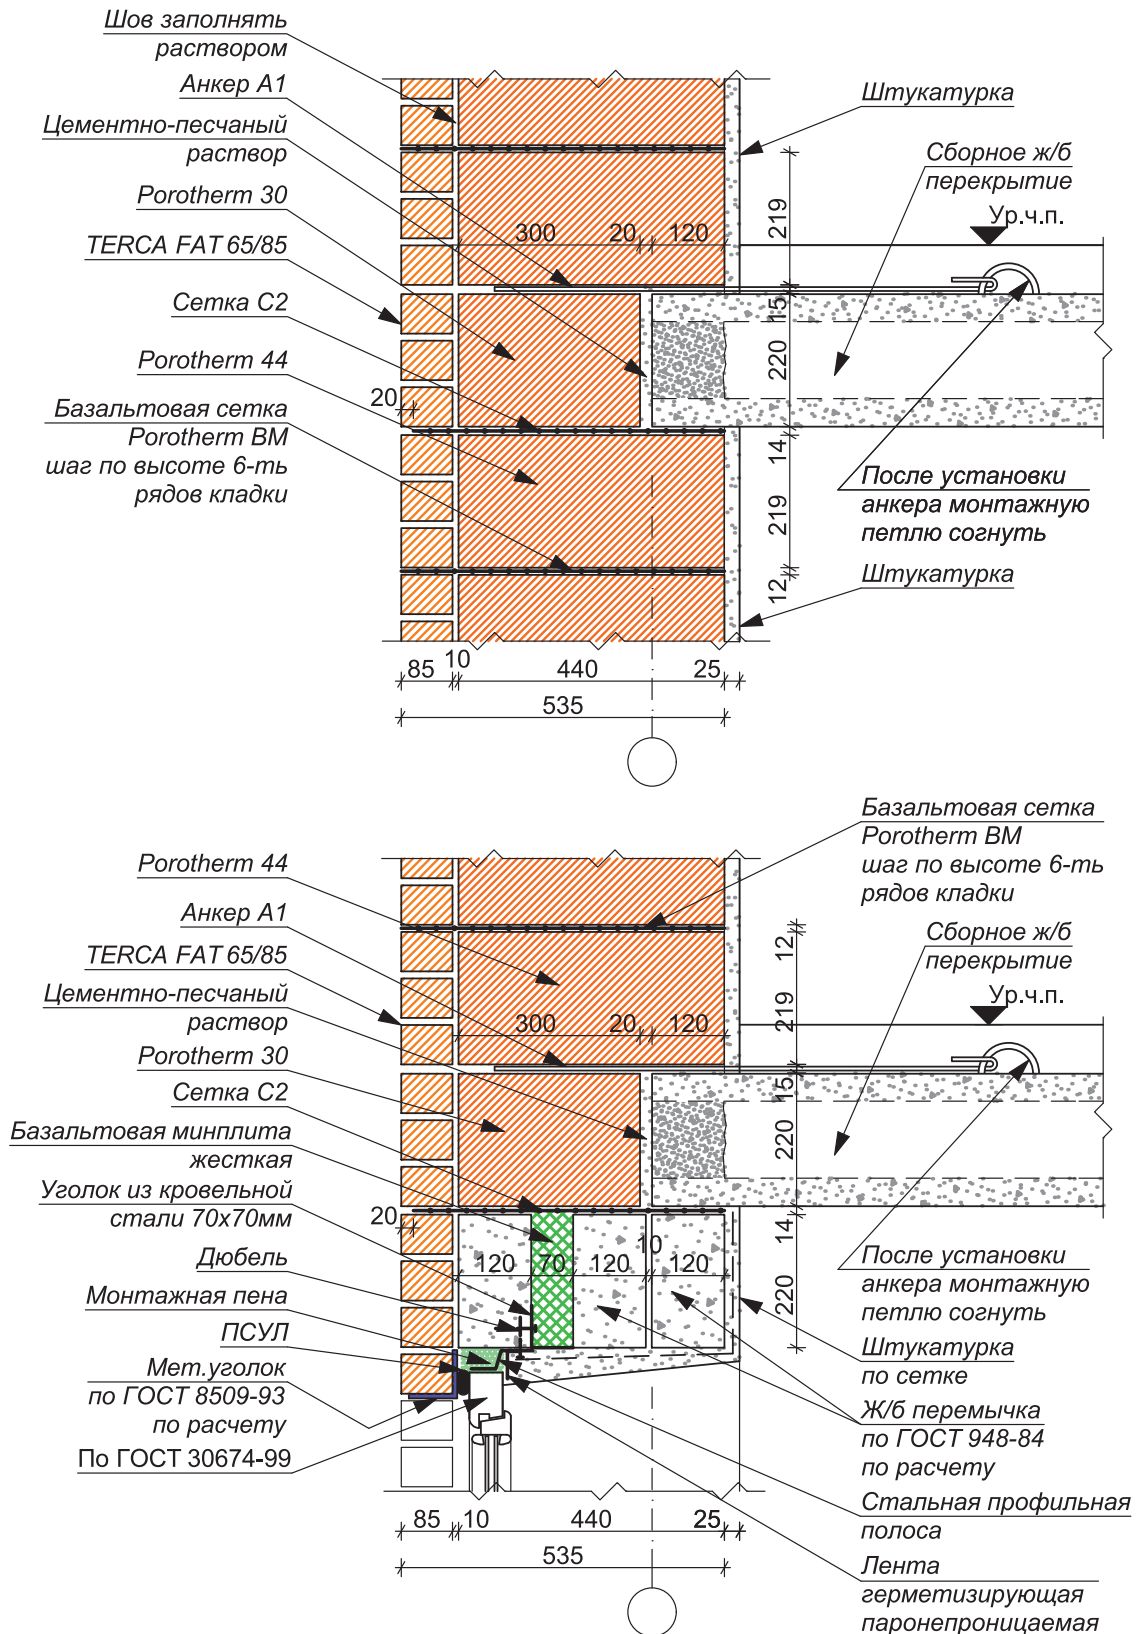 Шов заполнять
раствором
Анкер А1
Цементно-песчаный
раствор
Porotherm 30
TERCA FAT 65/85
Сетка С2
Porotherm 44
20
Базальтовая сетка
Porotherm BM
шаг по высоте 6-ть
рядов кладки
Штукатурка
Сборное ж/б
перекрытие
Ур.ч.п.
219
300
20
120
15
220
14
219
12
После установки
анкера монтажную
петлю согнуть
Штукатурка
85
10
440
25
535
Базальтовая сетка
Porotherm BM
шаг по высоте 6-ть
рядов кладки
Porotherm 44
Анкер А1
TERCA FAT 65/85
Цементно-песчаный
раствор
Porotherm 30
Сетка С2
Базальтовая минплита
жесткая
Уголок из кровельной
стали 70х70мм
20
Дюбель
Монтажная пена
ПСУЛ
Мет.уголок
по ГОСТ 8509-93
по расчету
По ГОСТ 30674-99
12
Сборное ж/б
перекрытие
Ур.ч.п.
219
300
20
120
15
220
14
10
120
70
120
120
220
После установки
анкера монтажную
петлю согнуть
Штукатурка
по сетке
Ж/б перемычка
по ГОСТ 948-84
по расчету
Стальная профильная
полоса
Лента
герметизирующая
паронепроницаемая
85
10
440
25
535